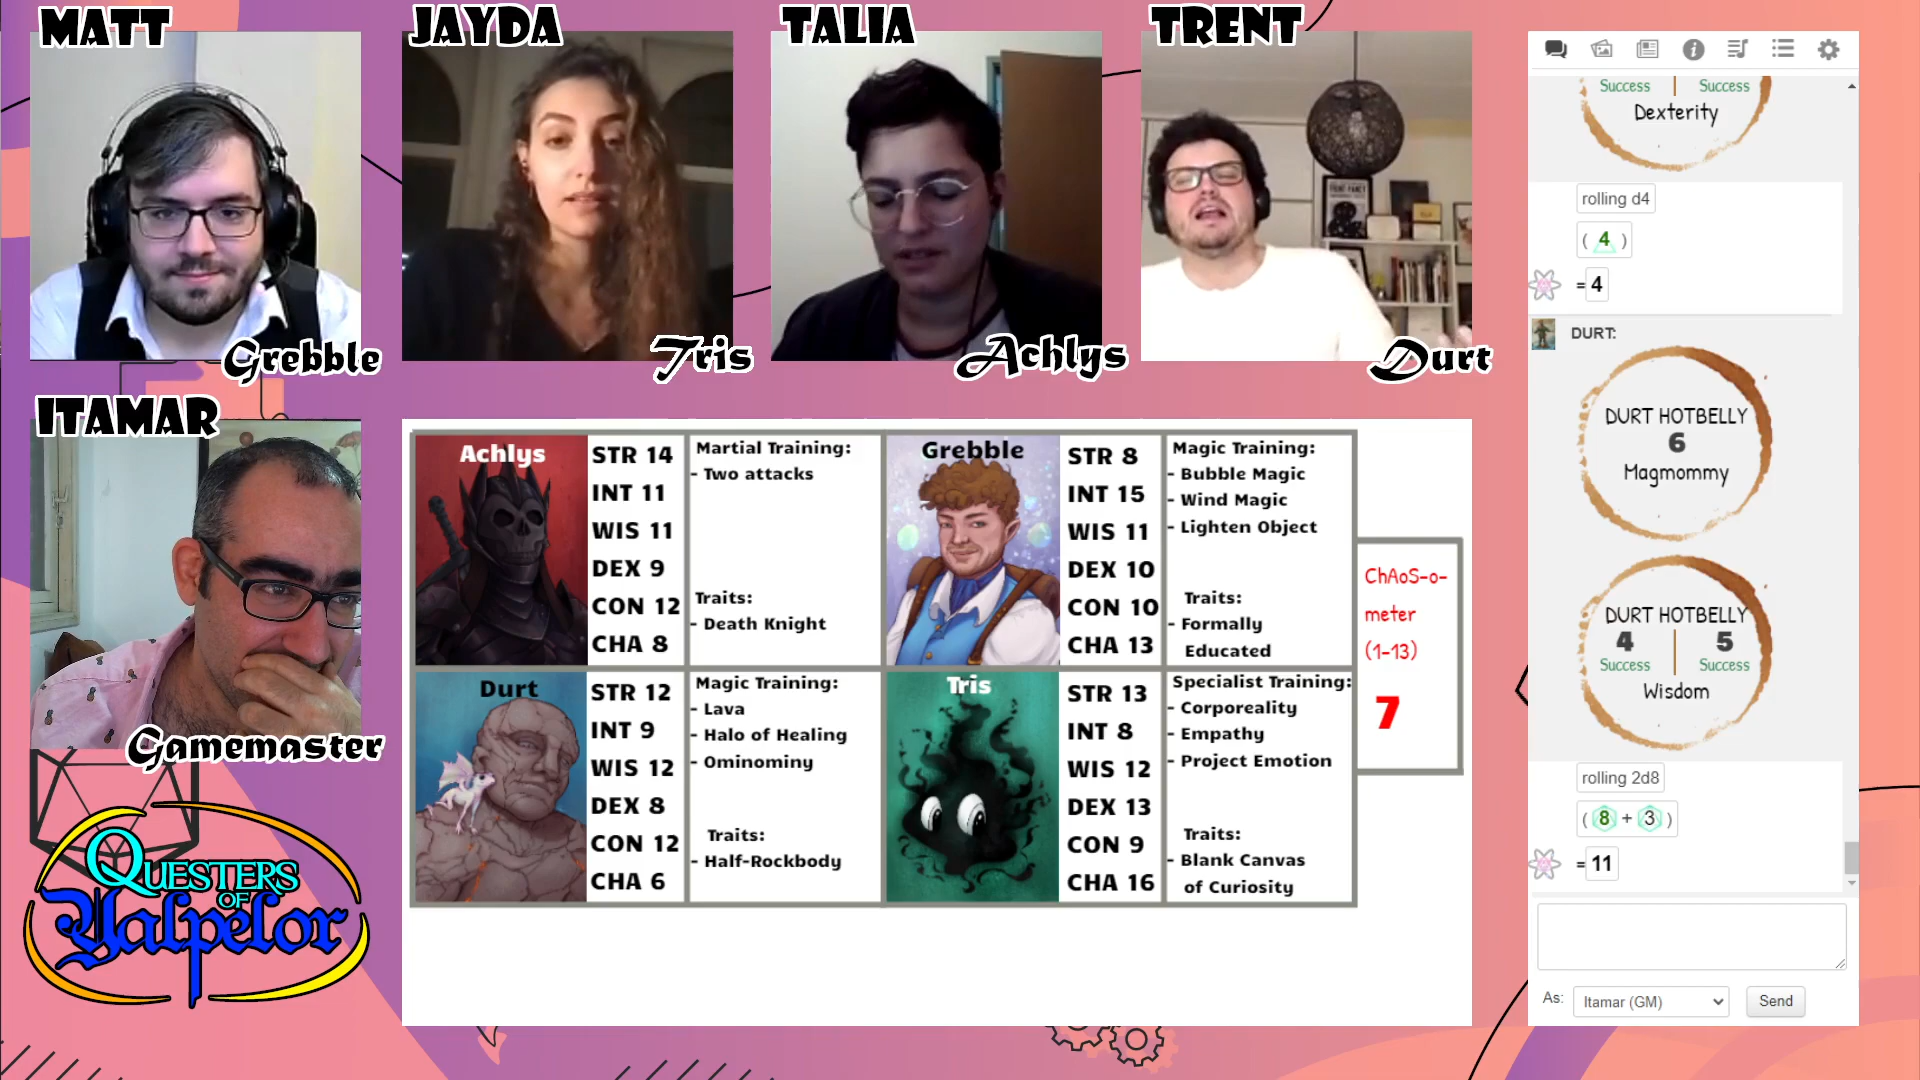 MATT
JAYDA
TALIA
TRENT
Grebble
Tris
Achlys
Durt
ITAMAR
Gamemaster
QUESTERS
OF
Yalpelor
Achlys
STR 14
INT 11
WIS 11
DEX 9
CON 12
CHA 8
Martial Training:
- Two attacks
Traits:
- Death Knight
Grebble
STR 8
INT 15
WIS 11
DEX 10
CON 10
CHA 13
Magic Training:
- Bubble Magic
- Wind Magic
- Lighten Object
Traits:
- Formally
Educated
Durt
STR 12
INT 9
WIS 12
DEX 8
CON 12
CHA 6
Magic Training:
- Lava
- Halo of Healing
- Ominominy
Traits:
- Half-Rockbody
Tris
STR 13
INT 8
WIS 12
DEX 13
CON 9
CHA 16
Specialist Training:
- Corporeality
- Empathy
- Project Emotion
Traits:
- Blank Canvas
of Curiosity
ChAoS-o-
meter
(1-13)
7
Success | Success
Dexterity
rolling d4
( 4 )
= 4
DURT:
DURT HOTBELLY
6
Magmommy
DURT HOTBELLY
4 | 5
Success | Success
Wisdom
rolling 2d8
( 8 + 3 )
= 11
As: Itamar (GM) Send